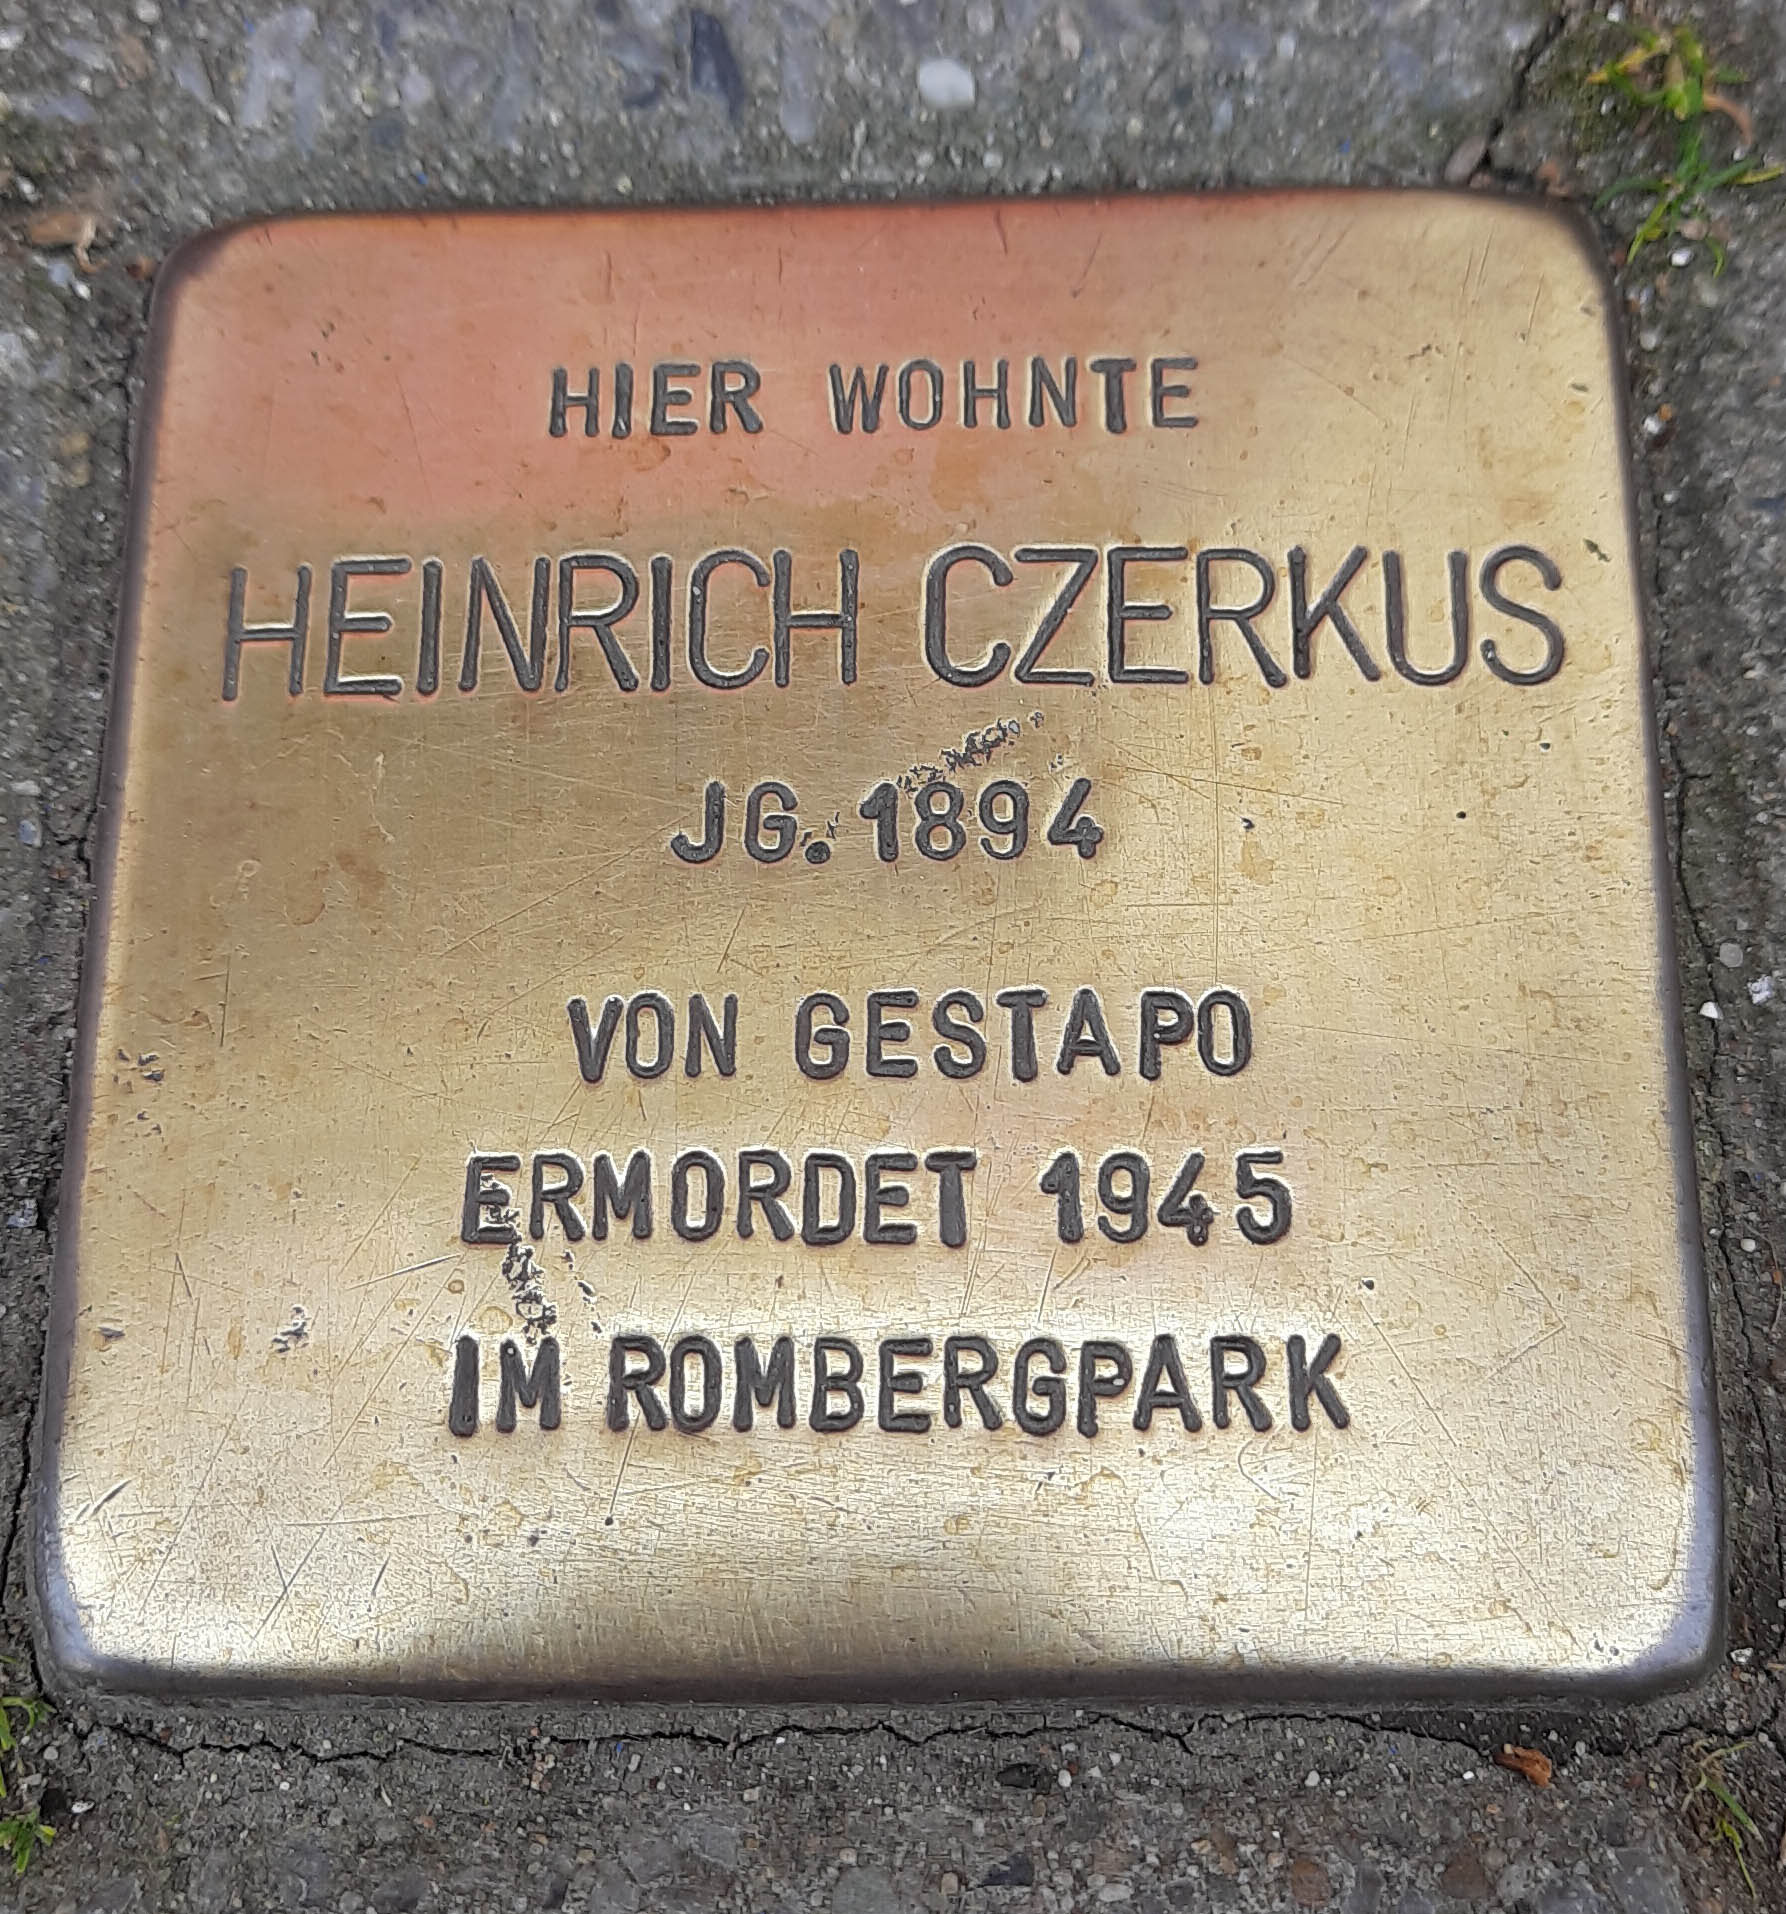 HIER WOHNTE
HEINRICH CZERKUS
JG. 1894
VON GESTAPO
ERMORDET 1945
IM ROMBERGPARK